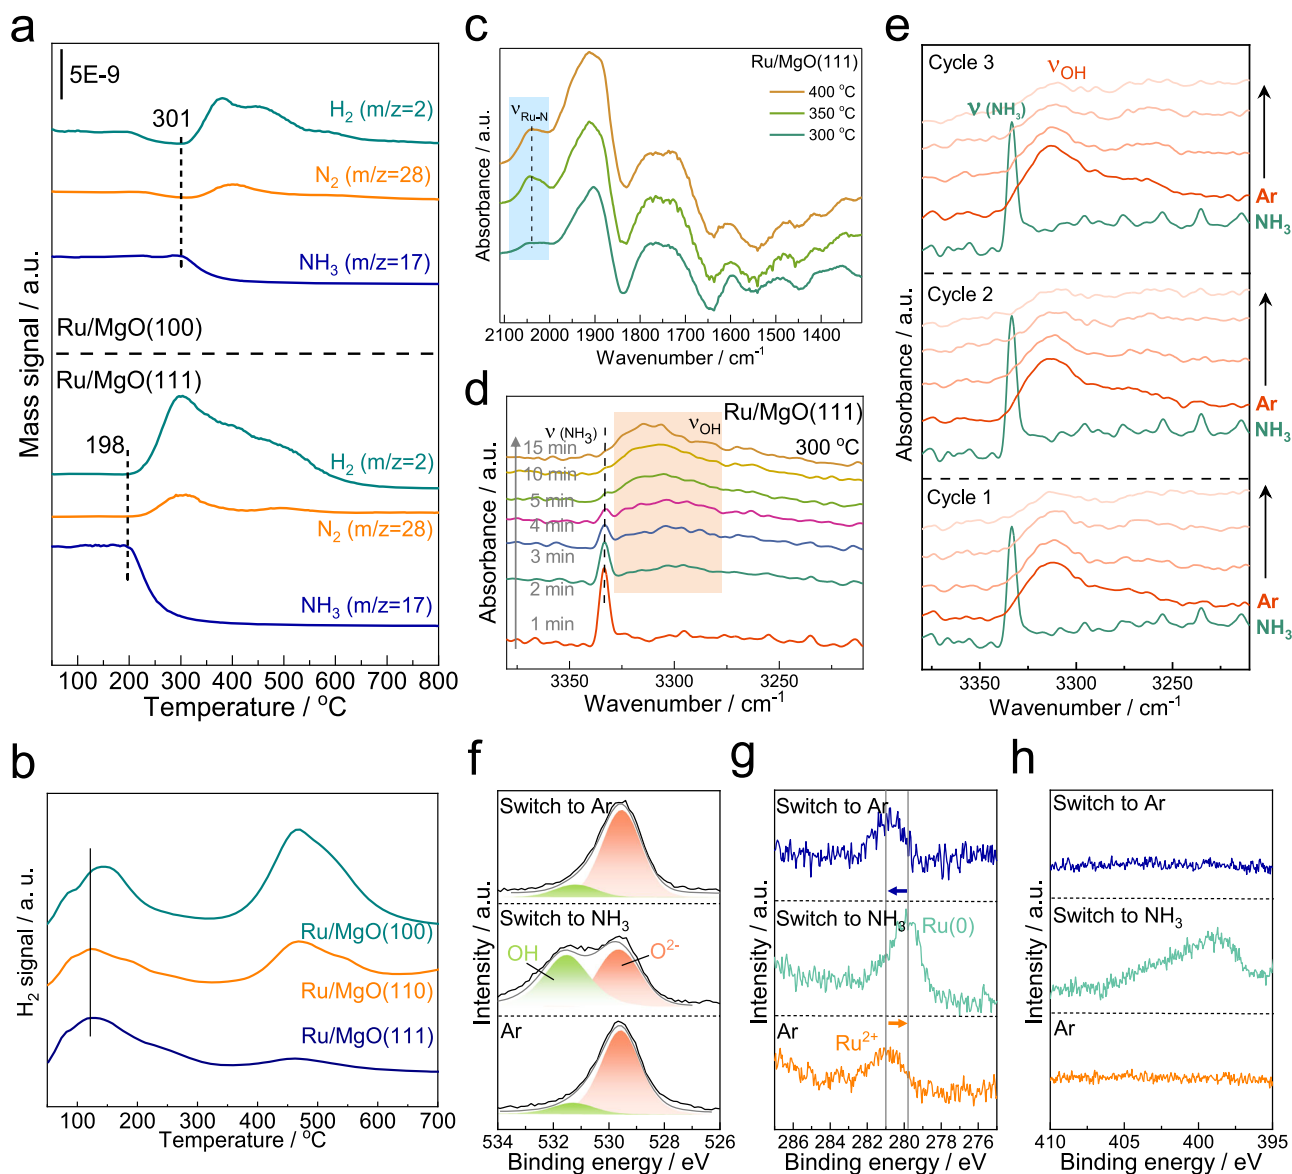 a
5E-9
H2 (m/z=2)
301
N2 (m/z=28)
NH3 (m/z=17)
Ru/MgO(100)
Ru/MgO(111)
198
H2 (m/z=2)
N2 (m/z=28)
NH3 (m/z=17)
Mass signal / a.u.
100 200 300 400 500 600 700 800
Temperature / °C
b
H2 signal / a. u.
Ru/MgO(100)
Ru/MgO(110)
Ru/MgO(111)
100 200 300 400 500 600 700
Temperature / °C
c
Ru/MgO(111)
400 °C
350 °C
300 °C
νRu-N
Absorbance / a.u.
2100 2000 1900 1800 1700 1600 1500 1400
Wavenumber / cm-1
d
Ru/MgO(111)
300 °C
ν (NH3)
νOH
15 min
10 min
5 min
4 min
3 min
2 min
1 min
Absorbance / a.u.
3350 3300 3250
Wavenumber / cm-1
e
Cycle 3
νOH
ν (NH3)
Ar
NH3
Cycle 2
Ar
NH3
Cycle 1
Ar
NH3
Absorbance / a.u.
3350 3300 3250
Wavenumber / cm-1
f
Switch to Ar
Switch to NH3
OH
O2-
Ar
Intensity / a.u.
534 532 530 528 526
Binding energy / eV
g
Switch to Ar
Switch to NH3
Ru(0)
Ru2+
Ar
Intensity / a.u.
286 284 282 280 278 276
Binding energy / eV
h
Switch to Ar
Switch to NH3
Ar
Intensity / a.u.
410 405 400 395
Binding energy / eV